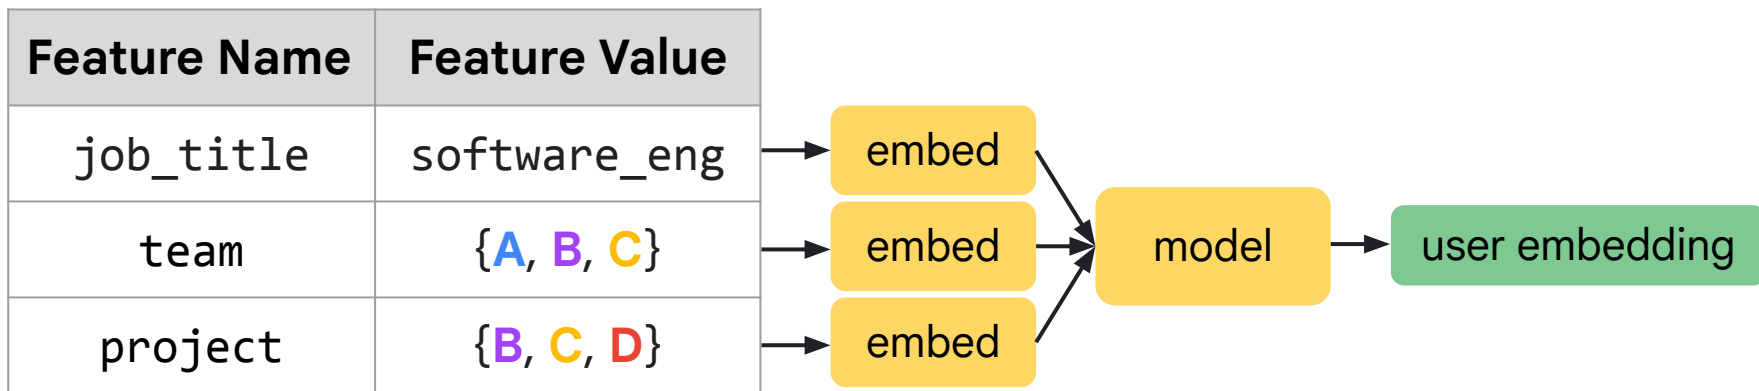 Feature Name Feature Value
job_title software_eng embed
team {A, B, C} embed model user embedding
project {B, C, D} embed